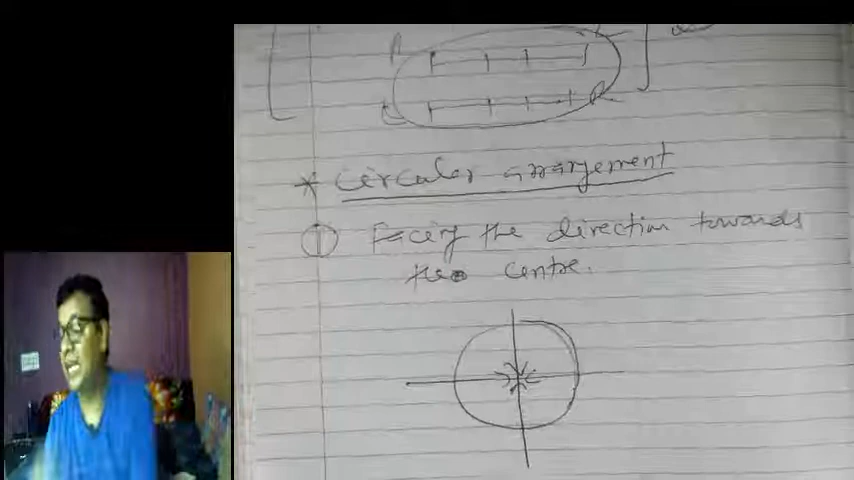 L R
L R
* Circular arrangement
① Facing the direction towards
the centre.